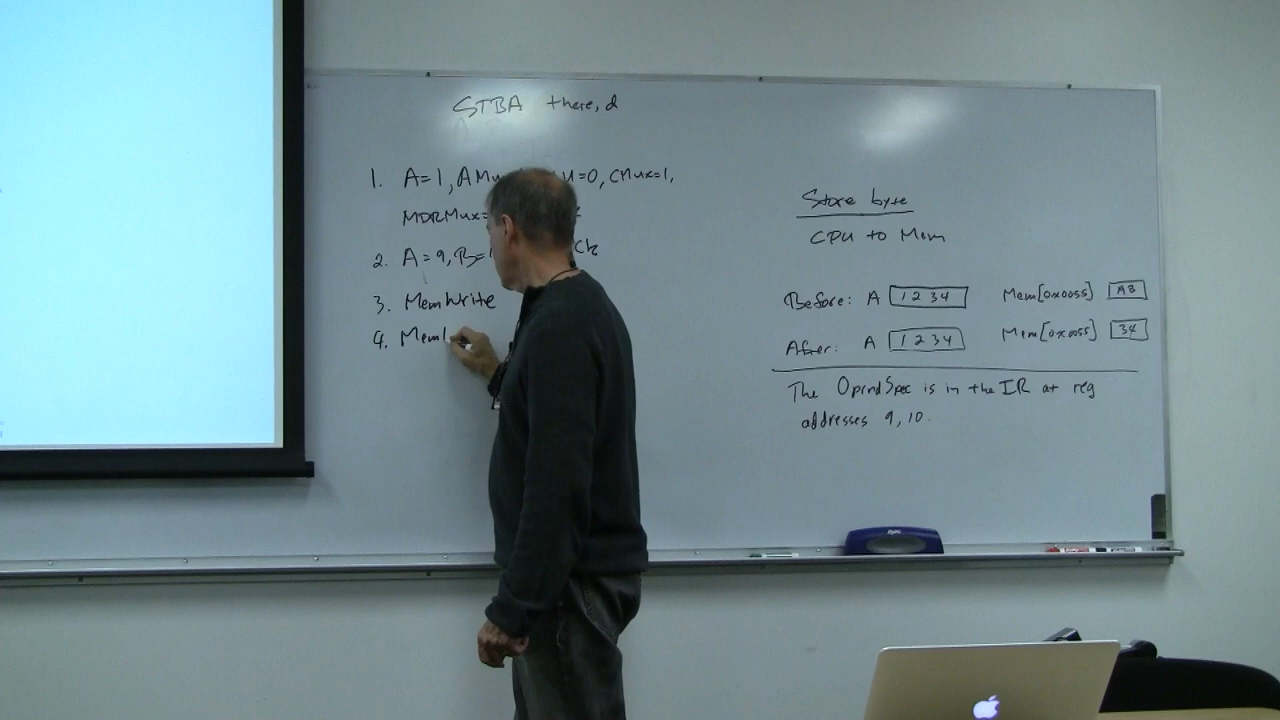 STBA there, d
1. A=1, AMu =0, CMux=1,
MDRMux=
2. A = 9, B= Ck
3. MemWrite
4. Mem
Store byte
CPU to Mem
Before: A 1234 Mem[0x0055] AB
After: A 1234 Mem[0x0055] 34
The OprndSpec is in the IR at reg
addresses 9, 10.